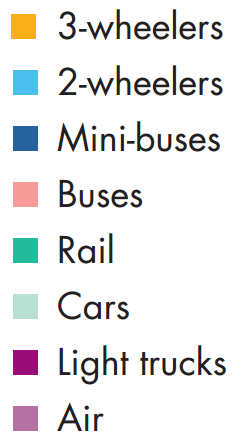 3-wheelers
2-wheelers
Mini-buses
Buses
Rail
Cars
Light trucks
Air